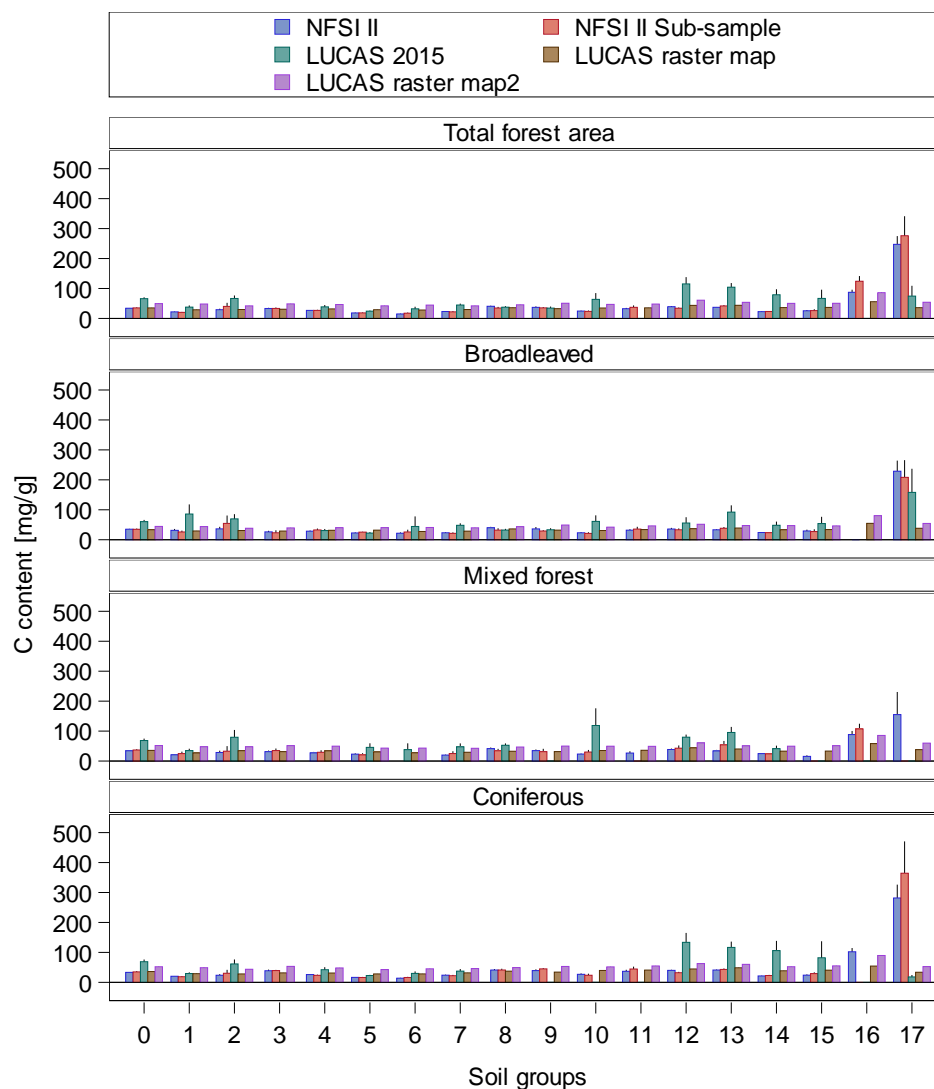 NFSI II
NFSI II Sub-sample
LUCAS 2015
LUCAS raster map
LUCAS raster map2
Total forest area
500
400
300
200
100
0
Broadleaved
500
400
300
200
100
0
Mixed forest
500
400
300
200
100
0
Coniferous
500
400
300
200
100
0
C content [mg/g]
0 1 2 3 4 5 6 7 8 9 10 11 12 13 14 15 16 17
Soil groups